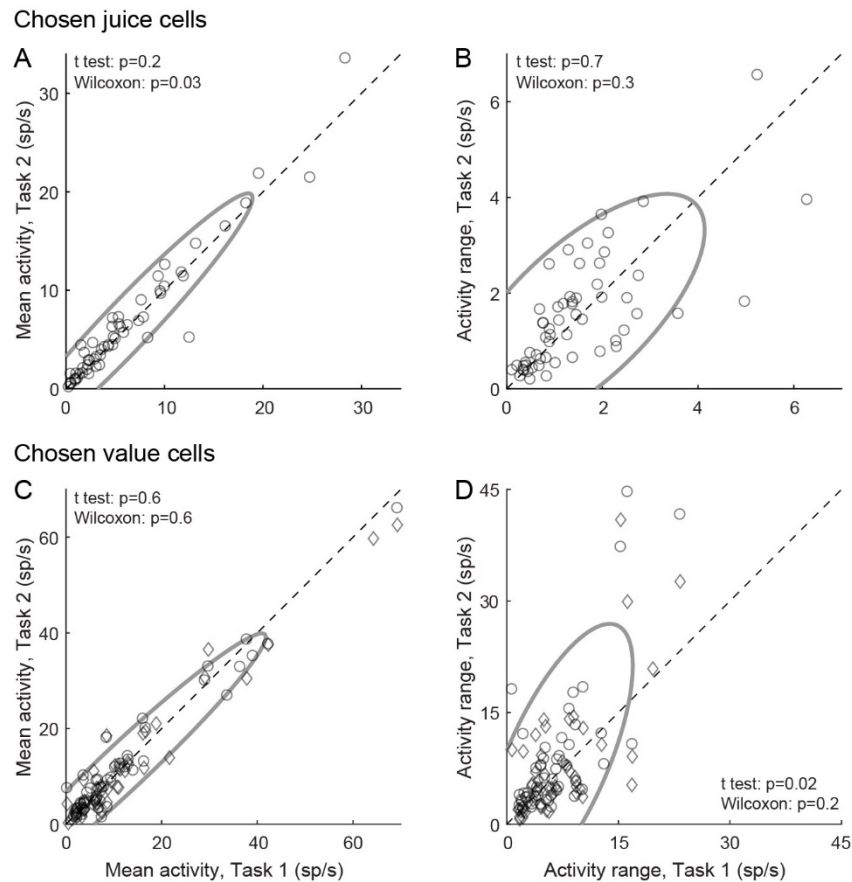 Chosen juice cells
A
t test: p=0.2
Wilcoxon: p=0.03
30
20
10
0
0 10 20 30
Mean activity, Task 2 (sp/s)
B
t test: p=0.7
Wilcoxon: p=0.3
6
4
2
0
0 2 4 6
Activity range, Task 2 (sp/s)
Chosen value cells
C
t test: p=0.6
Wilcoxon: p=0.6
60
40
20
0
0 20 40 60
Mean activity, Task 2 (sp/s)
Mean activity, Task 1 (sp/s)
D
45
30
15
0
t test: p=0.02
Wilcoxon: p=0.2
0 15 30 45
Activity range, Task 2 (sp/s)
Activity range, Task 1 (sp/s)